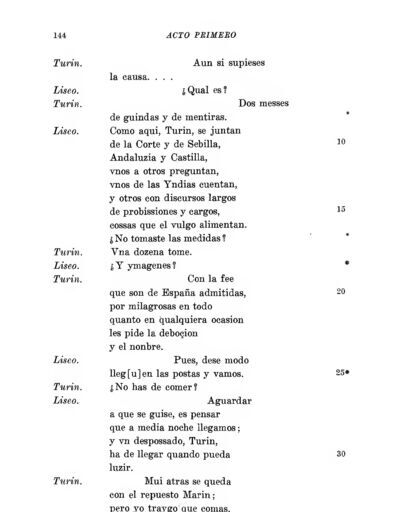 144 ACTO PRIMERO
Turin. Aun si supieses
la causa. . . .
Liseo. ¿Qual es?
Turin. Dos messes
de guindas y de mentiras. *
Liseo. Como aqui, Turin, se juntan
de la Corte y de Sebilla, 10
Andaluzia y Castilla,
vnos a otros preguntan,
vnos de las Yndias cuentan,
y otros con discursos largos
de probissiones y cargos, 15
cossas que el vulgo alimentan.
¿No tomaste las medidas? *
Turin. Vna dozena tome.
Liseo. ¿Y ymagenes? *
Turin. Con la fee
que son de España admitidas, 20
por milagrosas en todo
quanto en qualquiera ocasion
les pide la deboçion
y el nonbre.
Liseo. Pues, dese modo
lleg[u]en las postas y vamos. 25*
Turin. ¿No has de comer?
Liseo. Aguardar
a que se guise, es pensar
que a media noche llegamos;
y vn despossado, Turin,
ha de llegar quando pueda 30
luzir.
Turin. Mui atras se queda
con el repuesto Marin;
pero yo traygo que comas.